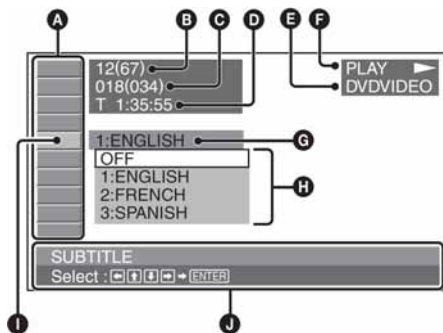 A B C D E F
12(67)
018(034)
T 1:35:55
PLAY
DVDVIDEO
1:ENGLISH G
OFF
1:ENGLISH
2:FRENCH
3:SPANISH
H
SUBTITLE
Select : ENTER
I J